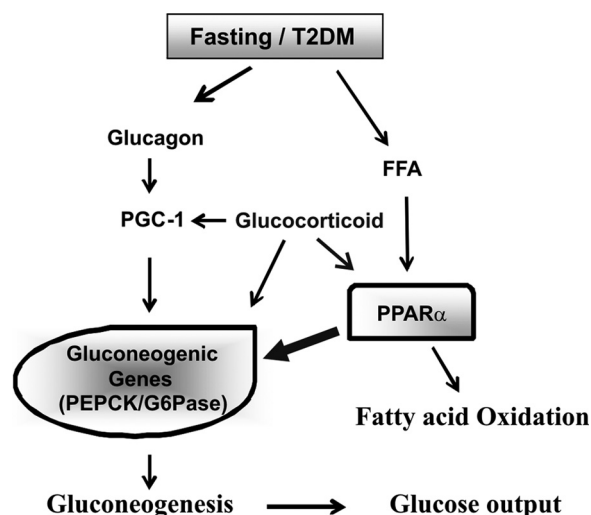 Fasting / T2DM
Glucagon
FFA
PGC-1
Glucocorticoid
PPARα
Gluconeogenic
Genes
(PEPCK/G6Pase)
Fatty acid Oxidation
Gluconeogenesis
Glucose output